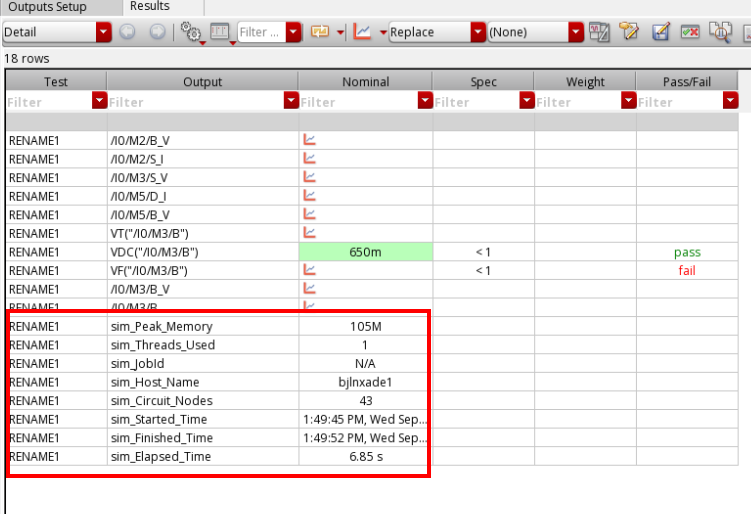 Outputs Setup Results
Detail Filter ... Replace (None)
18 rows
Test Output Nominal Spec Weight Pass/Fail
Filter Filter Filter Filter Filter Filter
RENAME1 /I0/M2/B_V
RENAME1 /I0/M2/S_I
RENAME1 /I0/M3/S_V
RENAME1 /I0/M5/D_I
RENAME1 /I0/M5/B_V
RENAME1 VT("/I0/M3/B")
RENAME1 VDC("/I0/M3/B") 650m < 1 pass
RENAME1 VF("/I0/M3/B") < 1 fail
RENAME1 /I0/M3/B_V
RENAME1 /I0/M3/B
RENAME1 sim_Peak_Memory 105M
RENAME1 sim_Threads_Used 1
RENAME1 sim_JobId N/A
RENAME1 sim_Host_Name bjlnxade1
RENAME1 sim_Circuit_Nodes 43
RENAME1 sim_Started_Time 1:49:45 PM, Wed Sep...
RENAME1 sim_Finished_Time 1:49:52 PM, Wed Sep...
RENAME1 sim_Elapsed_Time 6.85 s